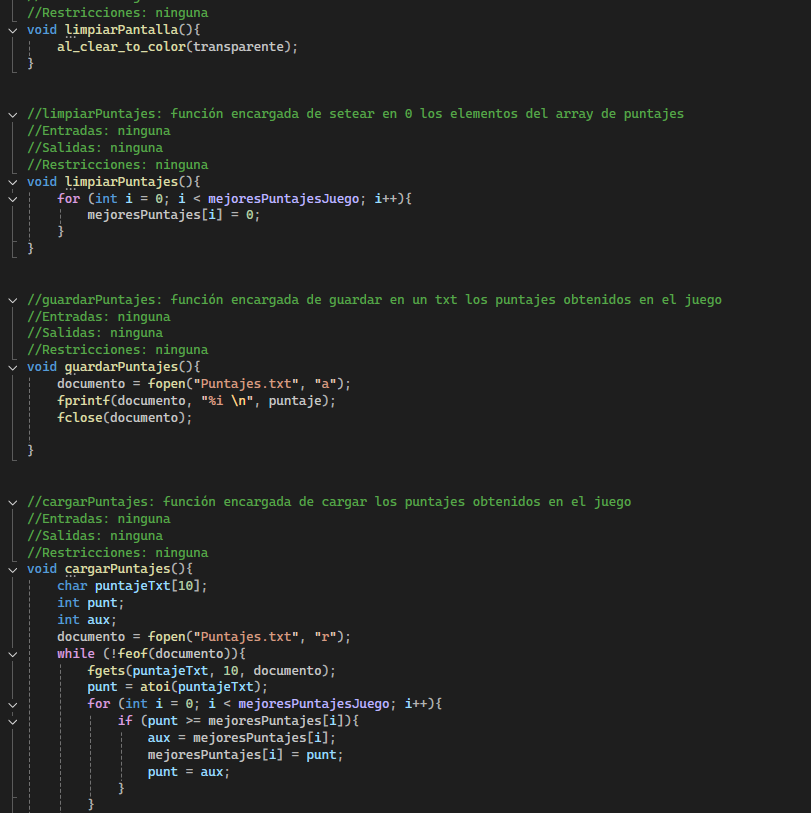 //Restricciones: ninguna
void limpiarPantalla(){
    al_clear_to_color(transparente);
}
//limpiarPuntajes: función encargada de setear en 0 los elementos del array de puntajes
//Entradas: ninguna
//Salidas: ninguna
//Restricciones: ninguna
void limpiarPuntajes(){
    for (int i = 0; i < mejoresPuntajesJuego; i++){
        mejoresPuntajes[i] = 0;
    }
}
//guardarPuntajes: función encargada de guardar en un txt los puntajes obtenidos en el juego
//Entradas: ninguna
//Salidas: ninguna
//Restricciones: ninguna
void guardarPuntajes(){
    documento = fopen("Puntajes.txt", "a");
    fprintf(documento, "%i \n", puntaje);
    fclose(documento);
}
//cargarPuntajes: función encargada de cargar los puntajes obtenidos en el juego
//Entradas: ninguna
//Salidas: ninguna
//Restricciones: ninguna
void cargarPuntajes(){
    char puntajeTxt[10];
    int punt;
    int aux;
    documento = fopen("Puntajes.txt", "r");
    while (!feof(documento)){
        fgets(puntajeTxt, 10, documento);
        punt = atoi(puntajeTxt);
        for (int i = 0; i < mejoresPuntajesJuego; i++){
            if (punt >= mejoresPuntajes[i]){
                aux = mejoresPuntajes[i];
                mejoresPuntajes[i] = punt;
                punt = aux;
            }
        }